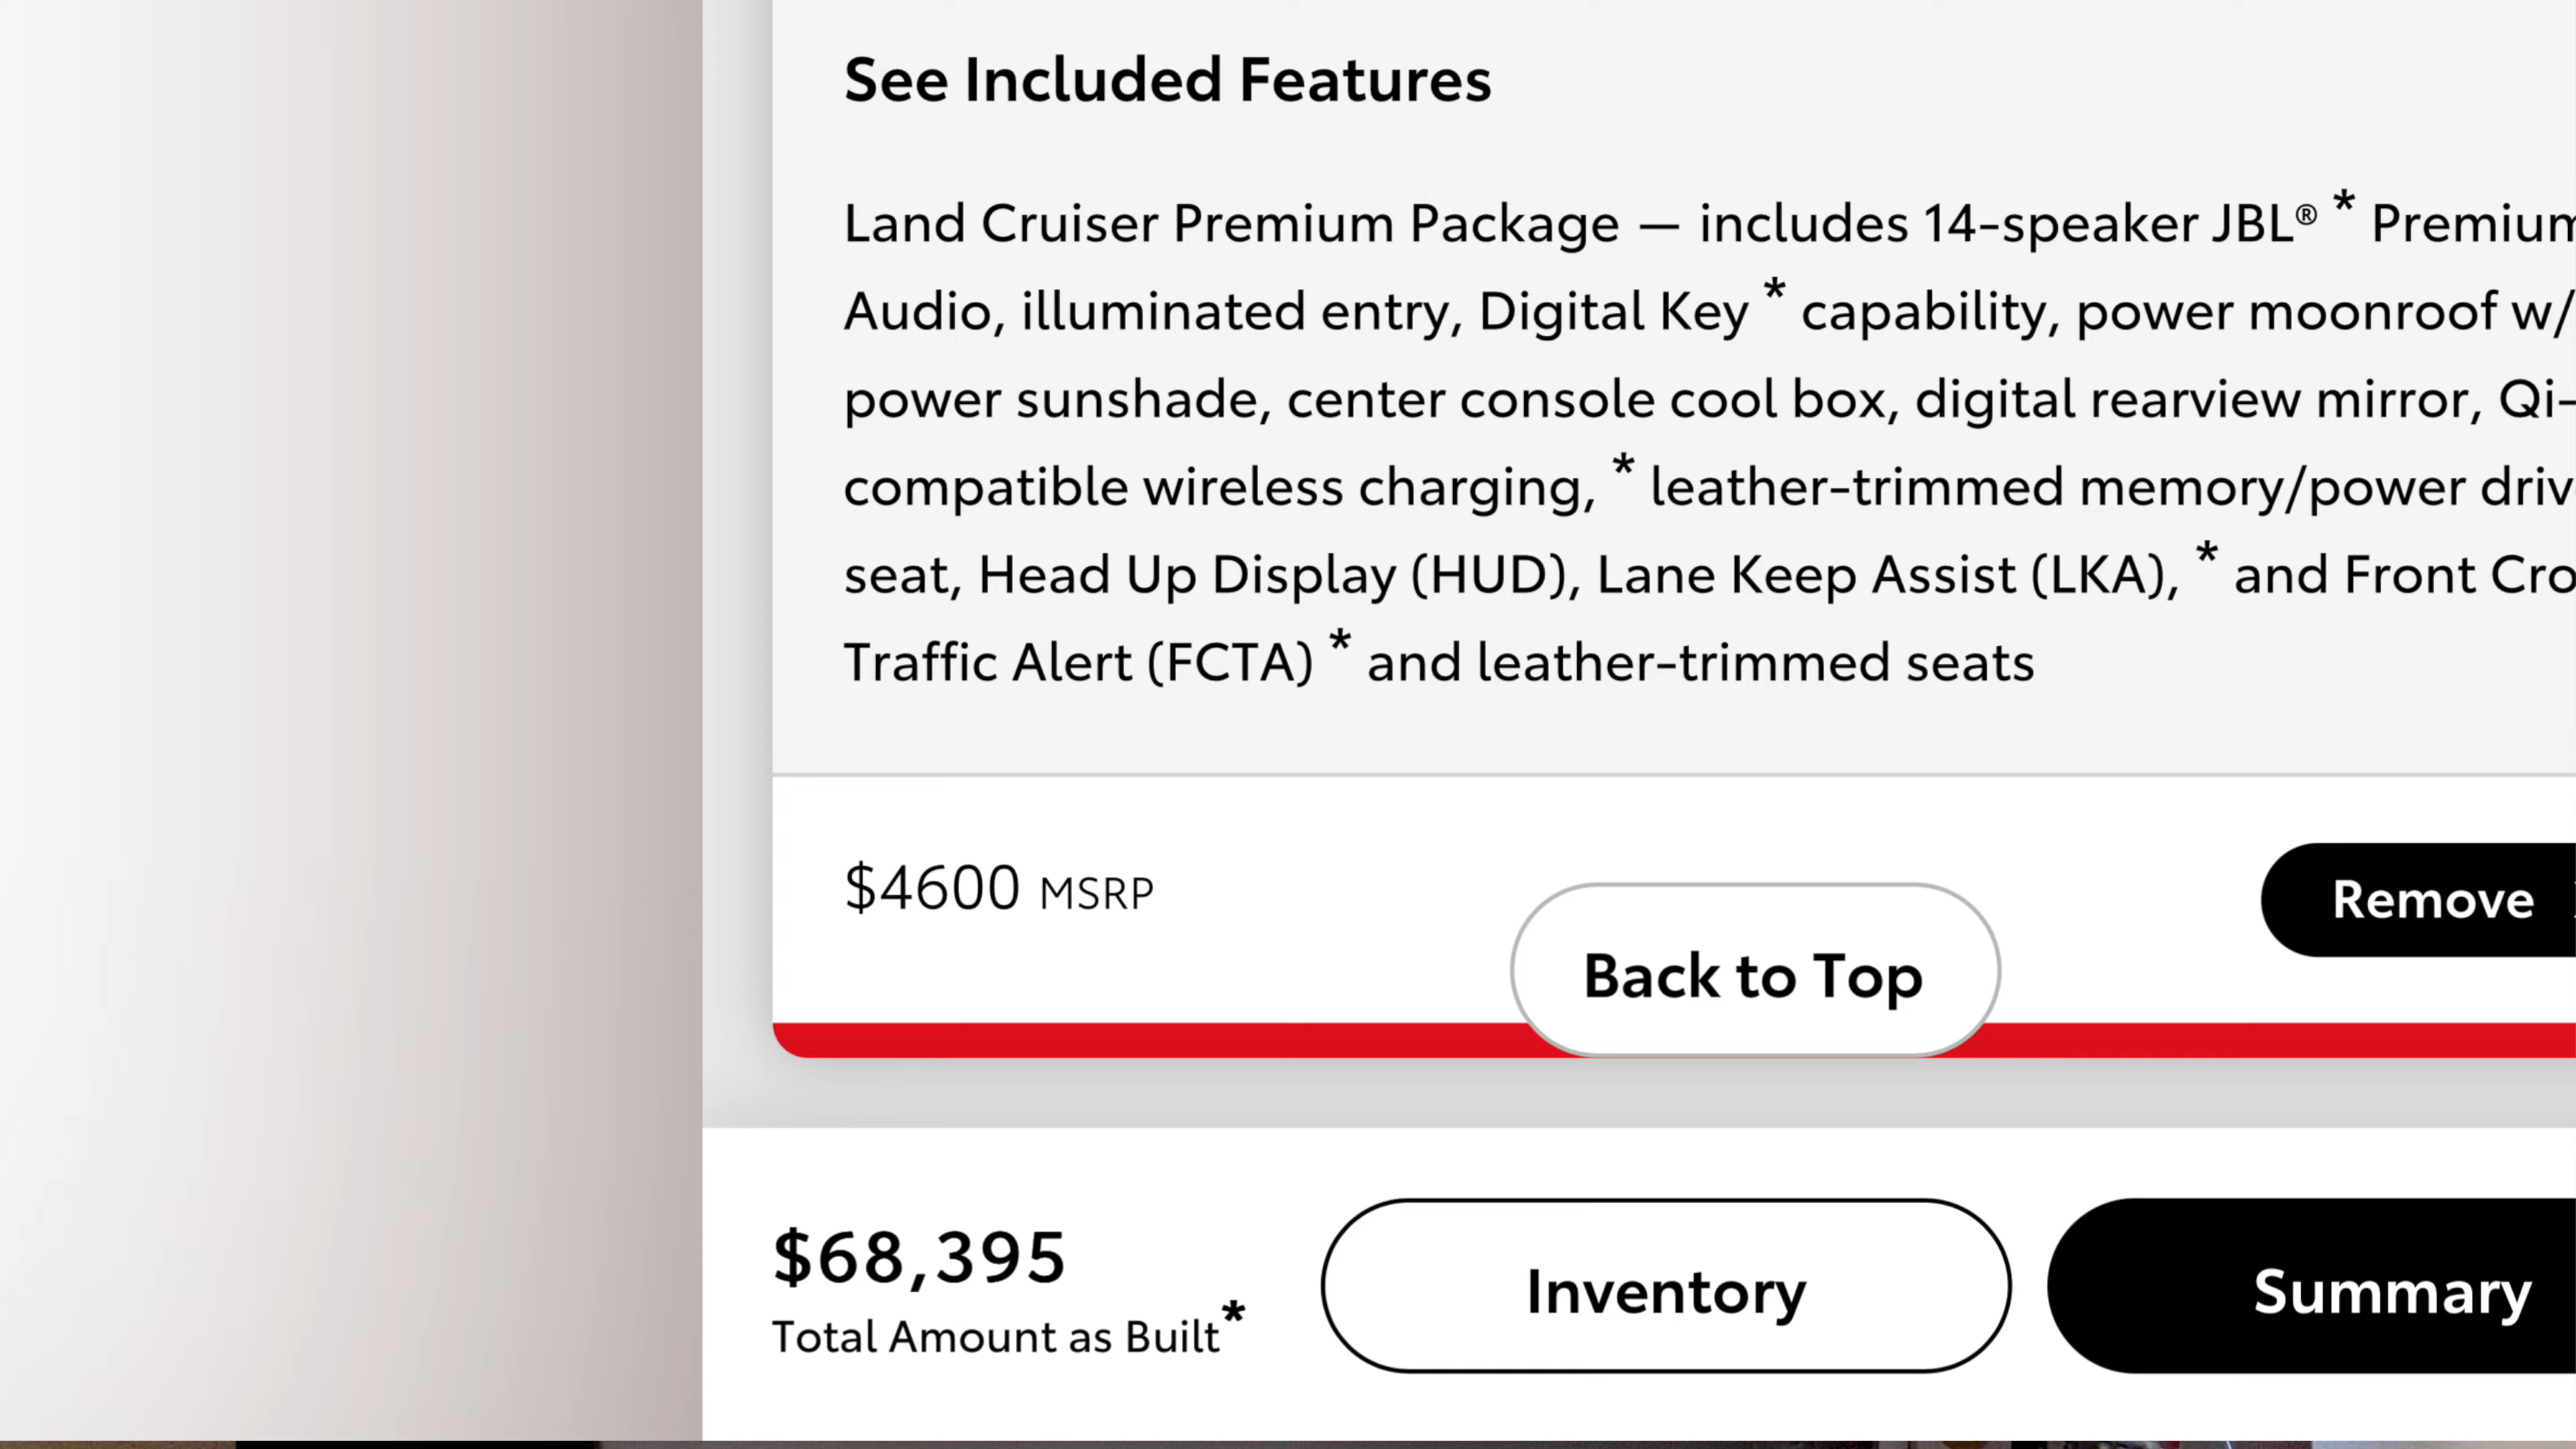 See Included Features
Land Cruiser Premium Package — includes 14-speaker JBL® * Premium
Audio, illuminated entry, Digital Key * capability, power moonroof w/
power sunshade, center console cool box, digital rearview mirror, Qi-
compatible wireless charging, * leather-trimmed memory/power driv
seat, Head Up Display (HUD), Lane Keep Assist (LKA), * and Front Cro
Traffic Alert (FCTA) * and leather-trimmed seats
$4600 MSRP
Remove
Back to Top
$68,395
Total Amount as Built*
Inventory
Summary